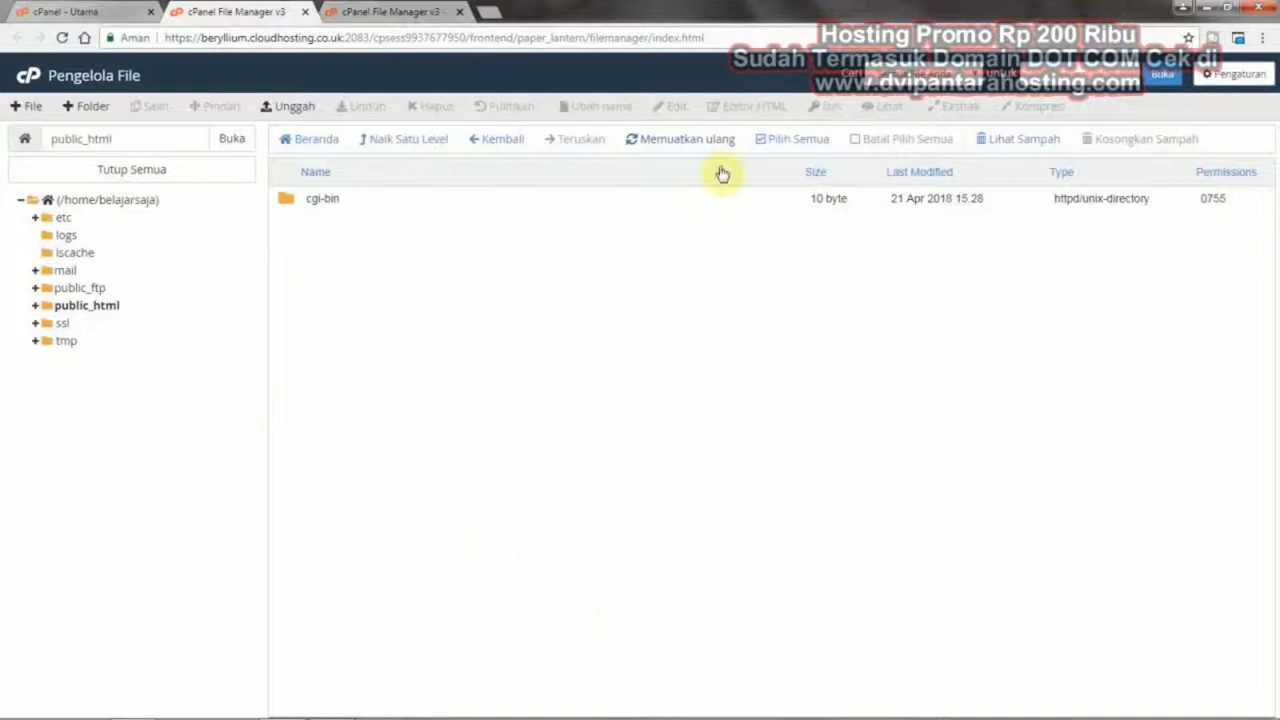 cPanel - Utama
cPanel File Manager v3
cPanel File Manager v3 -
Aman
https://beryllium.cloudhosting.co.uk:2083/cpsess9937677950/frontend/paper_lantern/filemanager/index.html
Hosting Promo Rp 200 Ribu
Sudah Termasuk Domain DOT COM Cek di
www.dvipantarahosting.com
cP Pengelola File
Cari
untuk
Buka
Pengaturan
+ File
+ Folder
Salin
Pindah
Unggah
Unduh
Hapus
Pulihkan
Ubah nama
Edit
Editor HTML
Izin
Lihat
Ekstrak
Kompres
public_html
Buka
Beranda
Naik Satu Level
Kembali
Teruskan
Memuatkan ulang
Pilih Semua
Batal Pilih Semua
Lihat Sampah
Kosongkan Sampah
Tutup Semua
Name
Size
Last Modified
Type
Permissions
cgi-bin
10 byte
21 Apr 2018 15.28
httpd/unix-directory
0755
(/home/belajarsaja)
etc
logs
lscache
mail
public_ftp
public_html
ssl
tmp